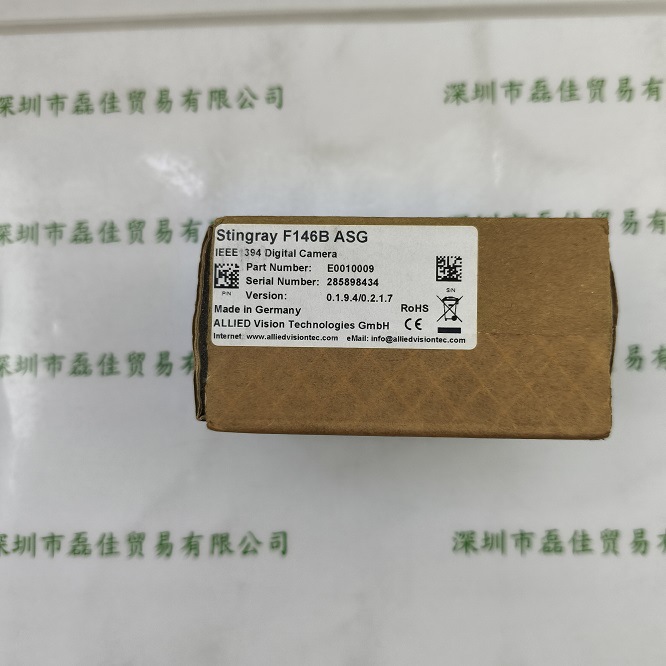 深圳市磊佳贸易有限公司
深圳市磊佳贸易有
深圳市磊佳贸易有限公司
深圳市磊佳贸易有
Stingray F146B ASG
IEEE 1394 Digital Camera
Part Number: E0010009
Serial Number: 285898434
Version: 0.1.9.4/0.2.1.7
PIN
S/N
Made in Germany
RoHS
ALLIED Vision Technologies GmbH CE
Internet: www.alliedvisiontec.com eMail: info@alliedvisiontec.com
深圳市磊佳
深圳市磊佳贸易有限公司
深圳市磊佳贸易有